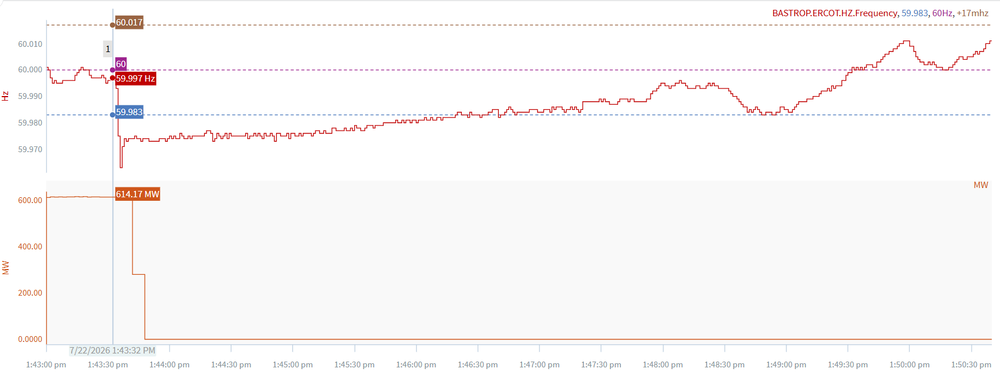 BASTROP.ERCOT.HZ.Frequency, 59.983, 60Hz, +17mhz
60.017
60.010
1
60
60.000
59.997 Hz
59.990
Hz
59.983
59.980
59.970
614.17 MW
MW
600.00
400.00
MW
200.00
0.0000
7/22/2026 1:43:32 PM
1:43:00 pm 1:43:30 pm 1:44:00 pm 1:44:30 pm 1:45:00 pm 1:45:30 pm 1:46:00 pm 1:46:30 pm 1:47:00 pm 1:47:30 pm 1:48:00 pm 1:48:30 pm 1:49:00 pm 1:49:30 pm 1:50:00 pm 1:50:30 pm